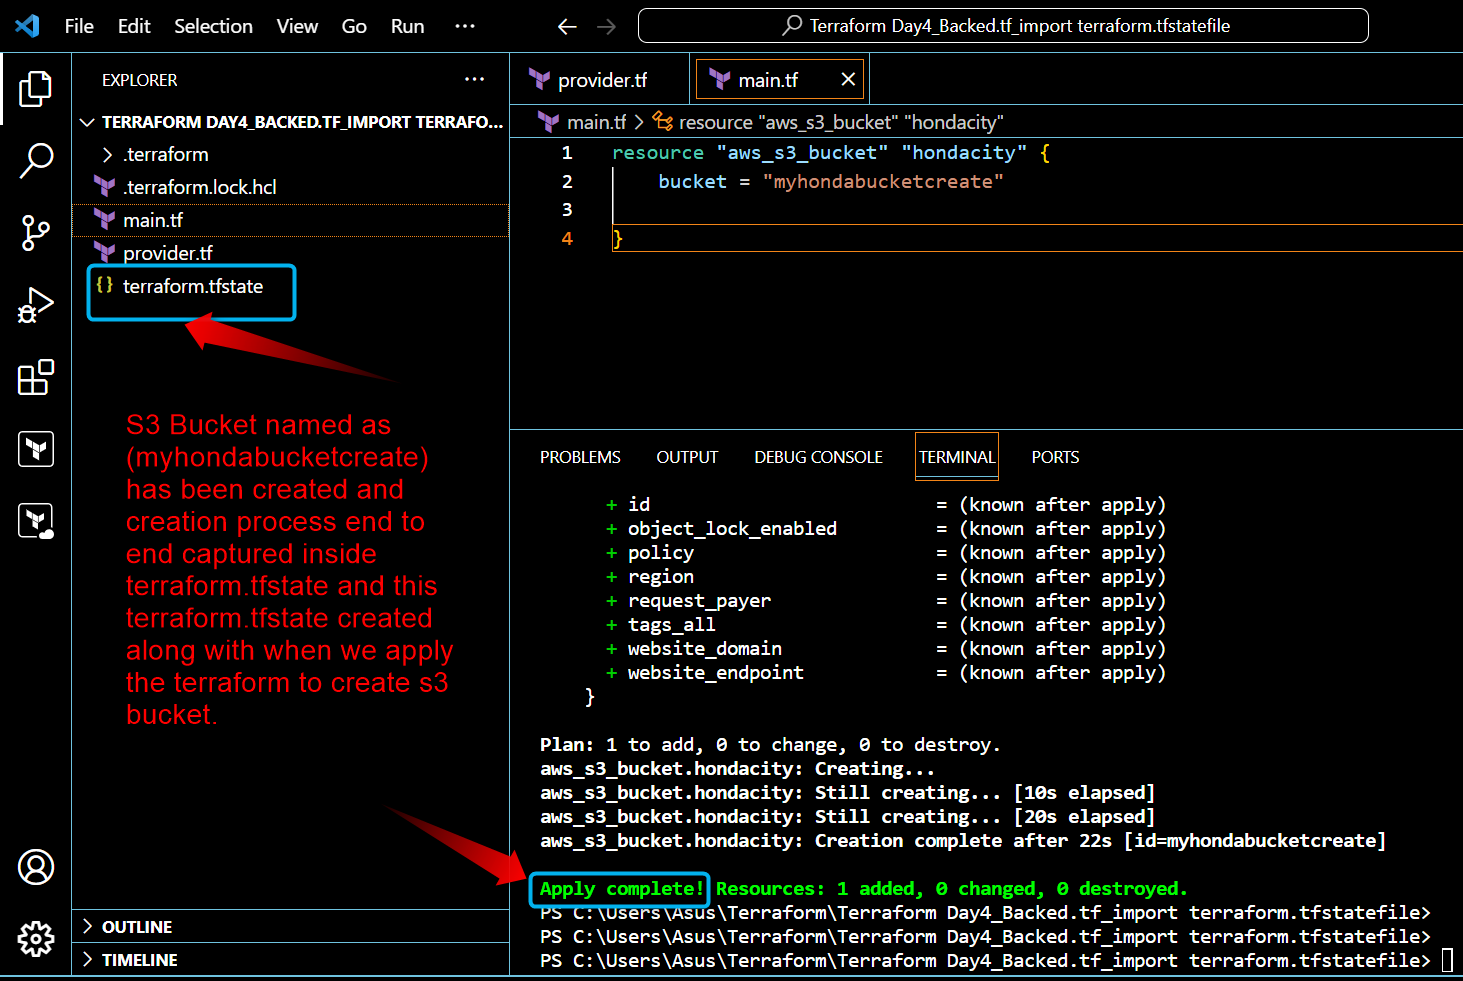 File Edit Selection View Go Run ···
Terraform Day4_Backed.tf_import terraform.tfstatefile
EXPLORER ···
TERRAFORM DAY4_BACKED.TF_IMPORT TERRAFO...
.terraform
.terraform.lock.hcl
main.tf
provider.tf
{} terraform.tfstate
S3 Bucket named as
(myhondabucketcreate)
has been created and
creation process end to
end captured inside
terraform.tfstate and this
terraform.tfstate created
along with when we apply
the terraform to create s3
bucket.
OUTLINE
TIMELINE
provider.tf
main.tf
main.tf > resource "aws_s3_bucket" "hondacity"
1 resource "aws_s3_bucket" "hondacity" {
2 bucket = "myhondabucketcreate"
3
4 }
PROBLEMS OUTPUT DEBUG CONSOLE TERMINAL PORTS
+ id = (known after apply)
+ object_lock_enabled = (known after apply)
+ policy = (known after apply)
+ region = (known after apply)
+ request_payer = (known after apply)
+ tags_all = (known after apply)
+ website_domain = (known after apply)
+ website_endpoint = (known after apply)
}
Plan: 1 to add, 0 to change, 0 to destroy.
aws_s3_bucket.hondacity: Creating...
aws_s3_bucket.hondacity: Still creating... [10s elapsed]
aws_s3_bucket.hondacity: Still creating... [20s elapsed]
aws_s3_bucket.hondacity: Creation complete after 22s [id=myhondabucketcreate]
Apply complete! Resources: 1 added, 0 changed, 0 destroyed.
PS C:\Users\Asus\Terraform\Terraform Day4_Backed.tf_import terraform.tfstatefile>
PS C:\Users\Asus\Terraform\Terraform Day4_Backed.tf_import terraform.tfstatefile>
PS C:\Users\Asus\Terraform\Terraform Day4_Backed.tf_import terraform.tfstatefile>